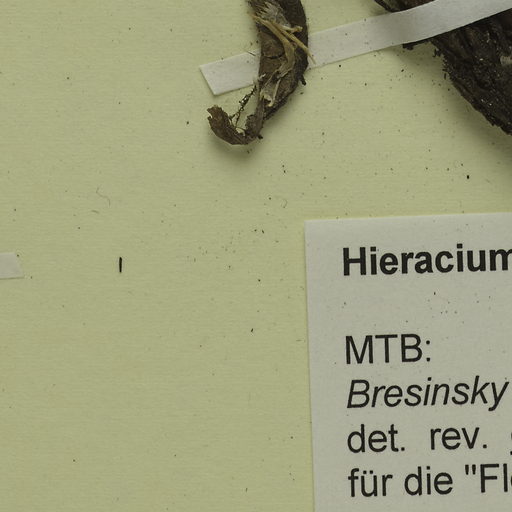 Hieracium
MTB:
Bresinsky
det. rev.
für die "Fl